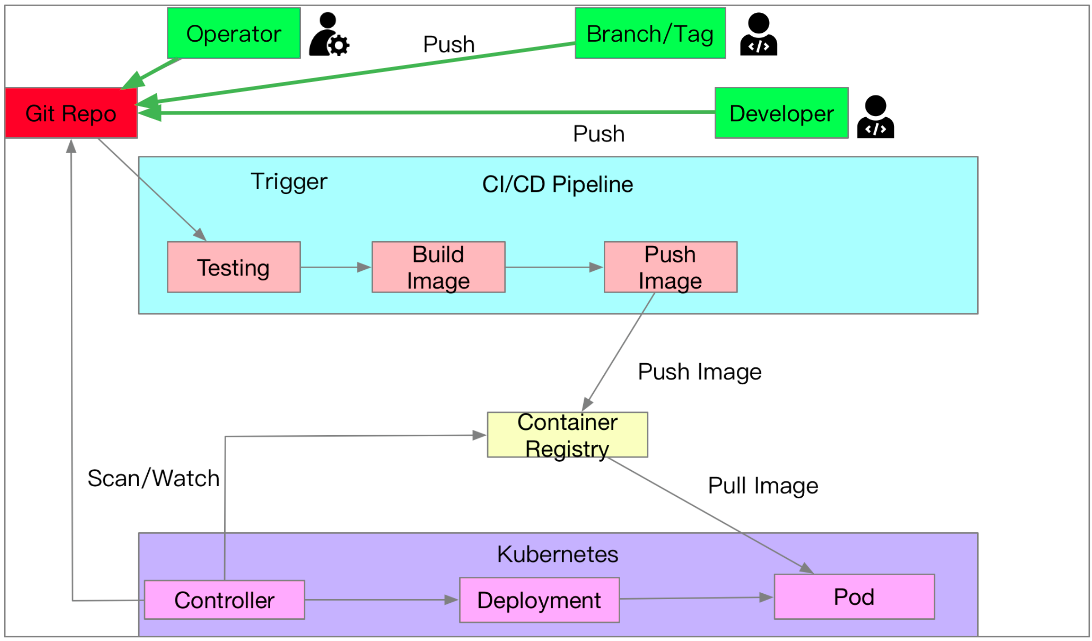 Operator
Push
Branch/Tag
Git Repo
Developer
Push
Trigger
CI/CD Pipeline
Testing
Build
Image
Push
Image
Push Image
Container
Registry
Scan/Watch
Pull Image
Kubernetes
Controller
Deployment
Pod